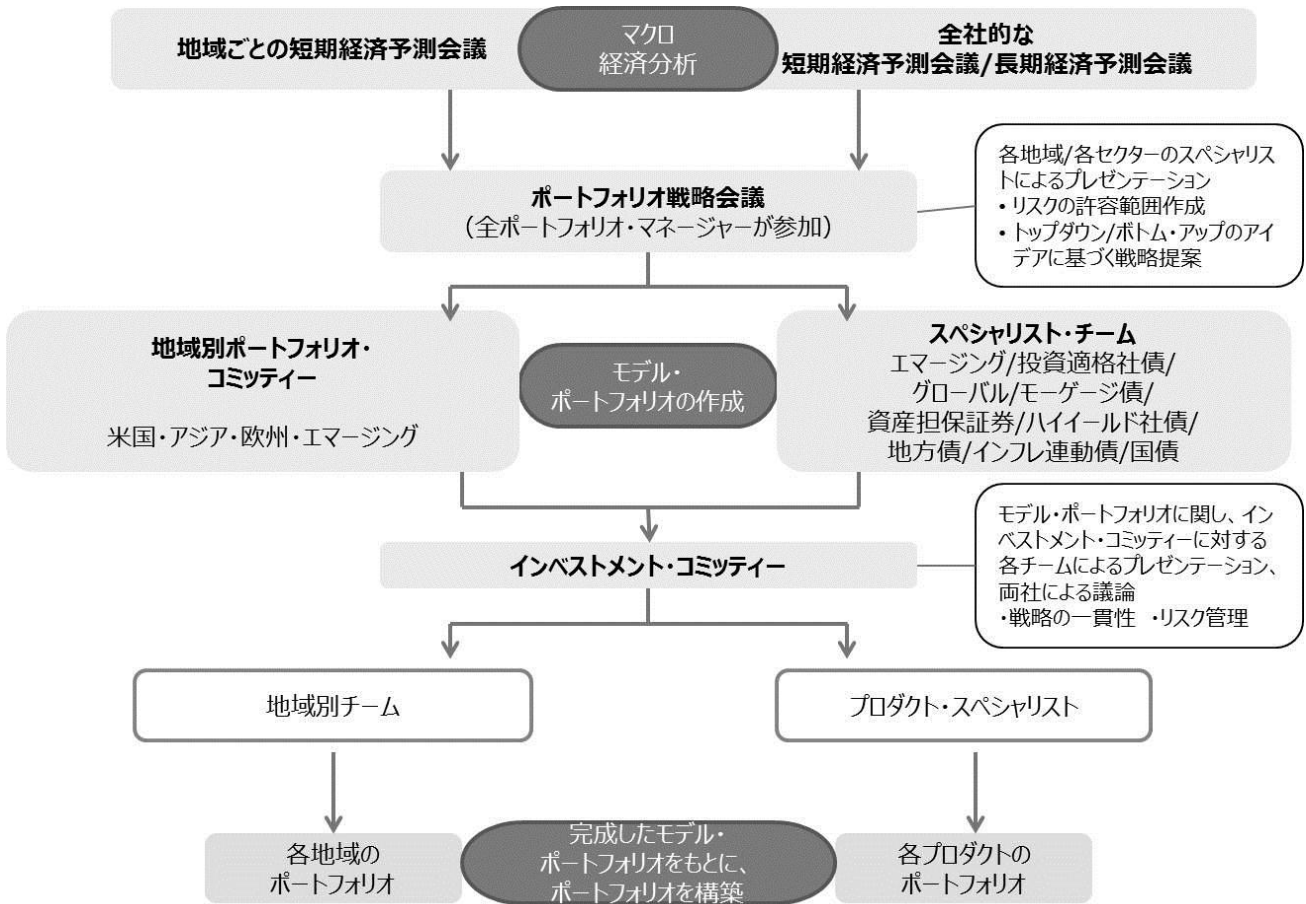 地域ごとの短期経済予測会議
マクロ
経済分析
全社的な
短期経済予測会議/長期経済予測会議
各地域/各セクターのスペシャリス
トによるプレゼンテーション
• リスクの許容範囲作成
• トップダウン/ボトム・アップのアイ
デアに基づく戦略提案
ポートフォリオ戦略会議
（全ポートフォリオ・マネージャーが参加）
地域別ポートフォリオ・
コミッティー
米国・アジア・欧州・エマージング
モデル・
ポートフォリオの作成
スペシャリスト・チーム
エマージング/投資適格社債/
グローバル/モーゲージ債/
資産担保証券/ハイイールド社債/
地方債/インフレ連動債/国債
インベストメント・コミッティー
モデル・ポートフォリオに関し、イン
ベストメント・コミッティーに対する
各チームによるプレゼンテーション、
両社による議論
・戦略の一貫性 ・リスク管理
地域別チーム
プロダクト・スペシャリスト
各地域の
ポートフォリオ
完成したモデル・
ポートフォリオをもとに、
ポートフォリオを構築
各プロダクトの
ポートフォリオ